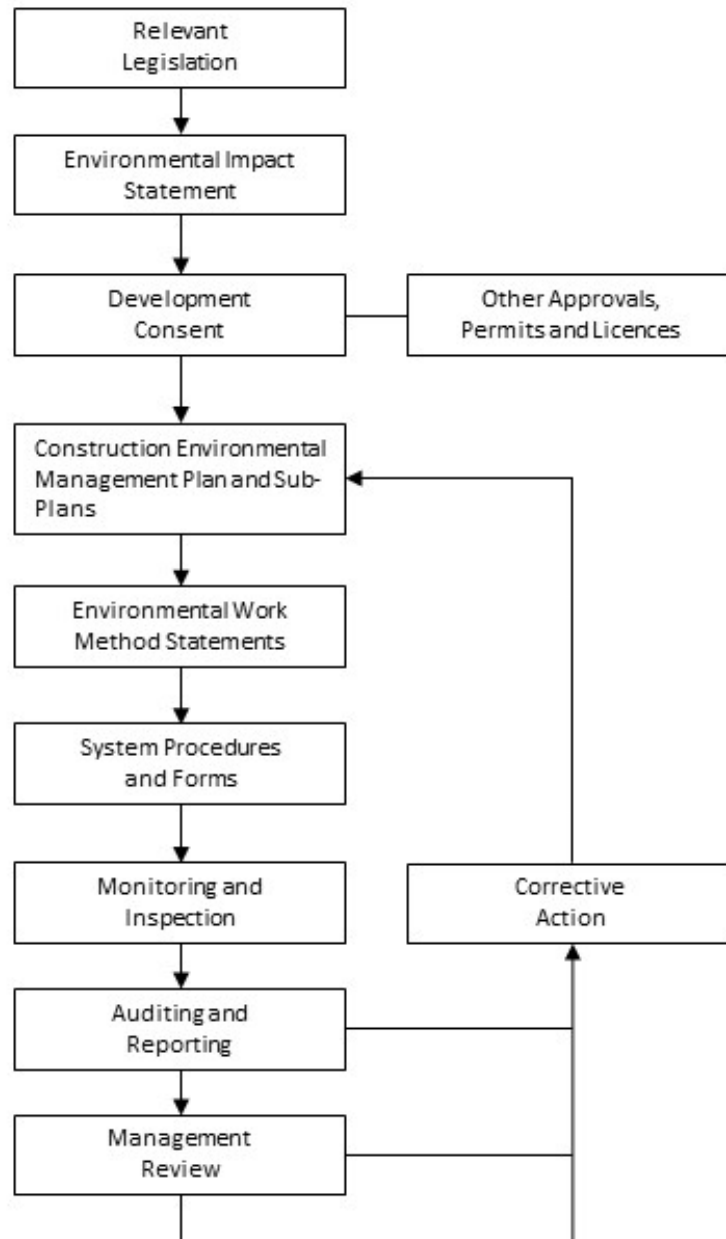 Relevant
Legislation
Environmental Impact
Statement
Development
Consent
Other Approvals,
Permits and Licences
Construction Environmental
Management Plan and Sub-
Plans
Environmental Work
Method Statements
System Procedures
and Forms
Monitoring and
Inspection
Corrective
Action
Auditing and
Reporting
Management
Review